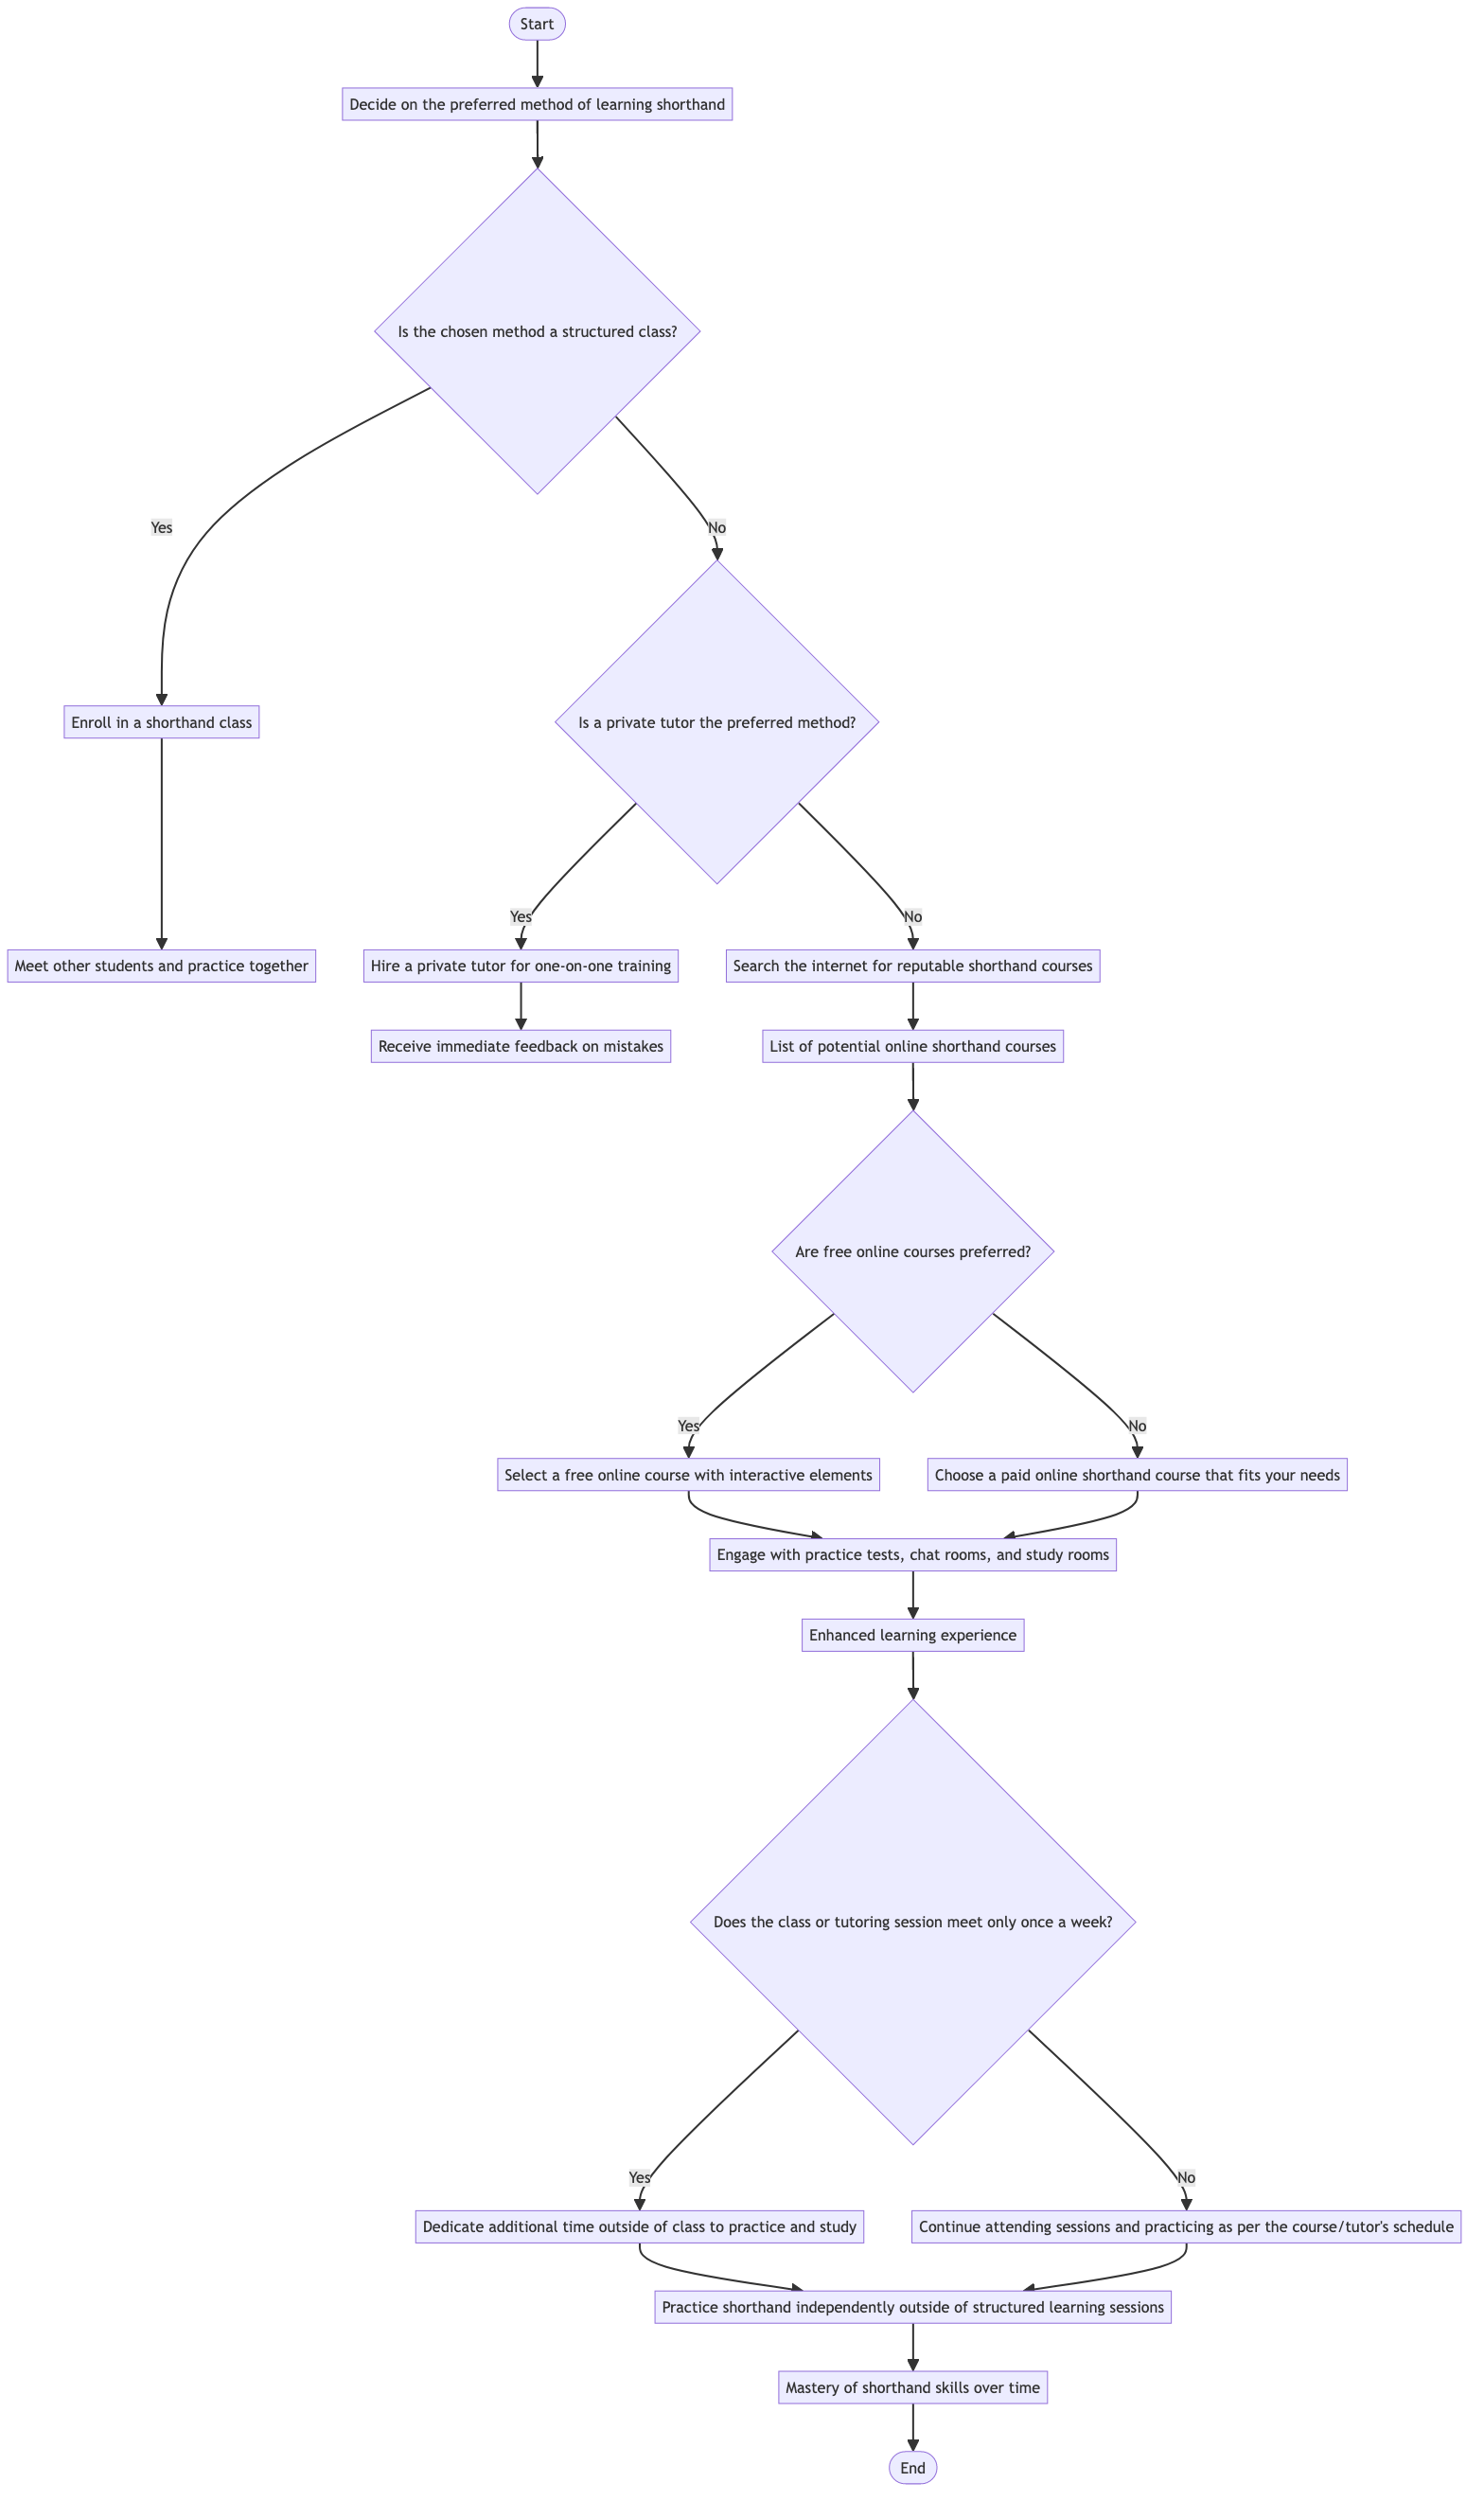 Start
Decide on the preferred method of learning shorthand
Is the chosen method a structured class?
Yes
No
Enroll in a shorthand class
Is a private tutor the preferred method?
Yes
No
Meet other students and practice together
Hire a private tutor for one-on-one training
Search the internet for reputable shorthand courses
Receive immediate feedback on mistakes
List of potential online shorthand courses
Are free online courses preferred?
Yes
No
Select a free online course with interactive elements
Choose a paid online shorthand course that fits your needs
Engage with practice tests, chat rooms, and study rooms
Enhanced learning experience
Does the class or tutoring session meet only once a week?
Yes
No
Dedicate additional time outside of class to practice and study
Continue attending sessions and practicing as per the course/tutor's schedule
Practice shorthand independently outside of structured learning sessions
Mastery of shorthand skills over time
End